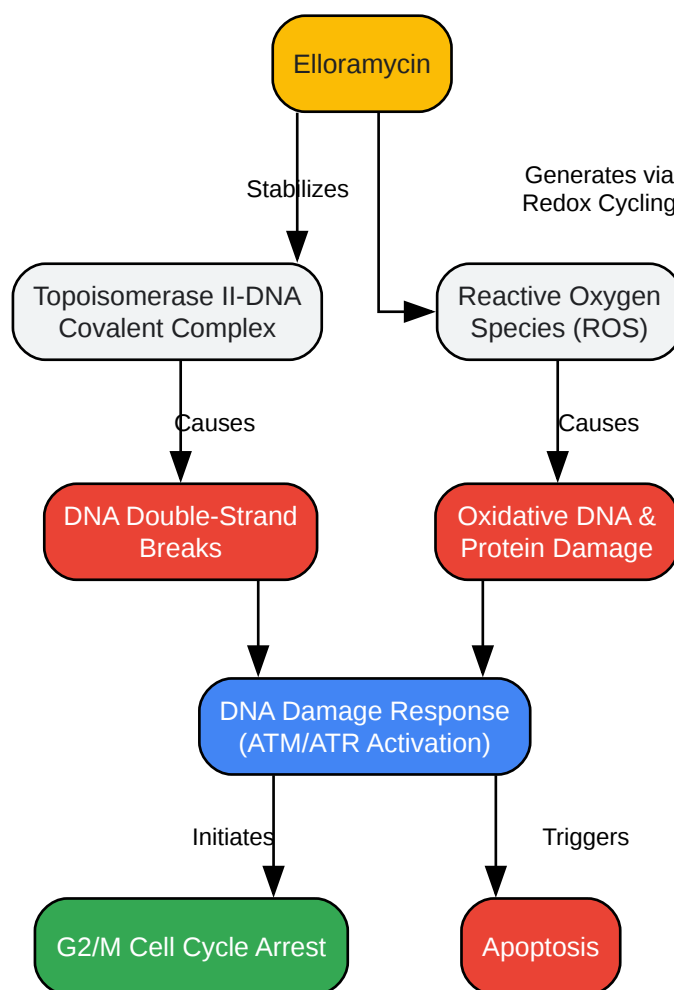 Elloramycin
Stabilizes
Generates via
Redox Cycling
Topoisomerase II-DNA
Covalent Complex
Reactive Oxygen
Species (ROS)
Causes
Causes
DNA Double-Strand
Breaks
Oxidative DNA &
Protein Damage
DNA Damage Response
(ATM/ATR Activation)
Initiates
Triggers
G2/M Cell Cycle Arrest
Apoptosis